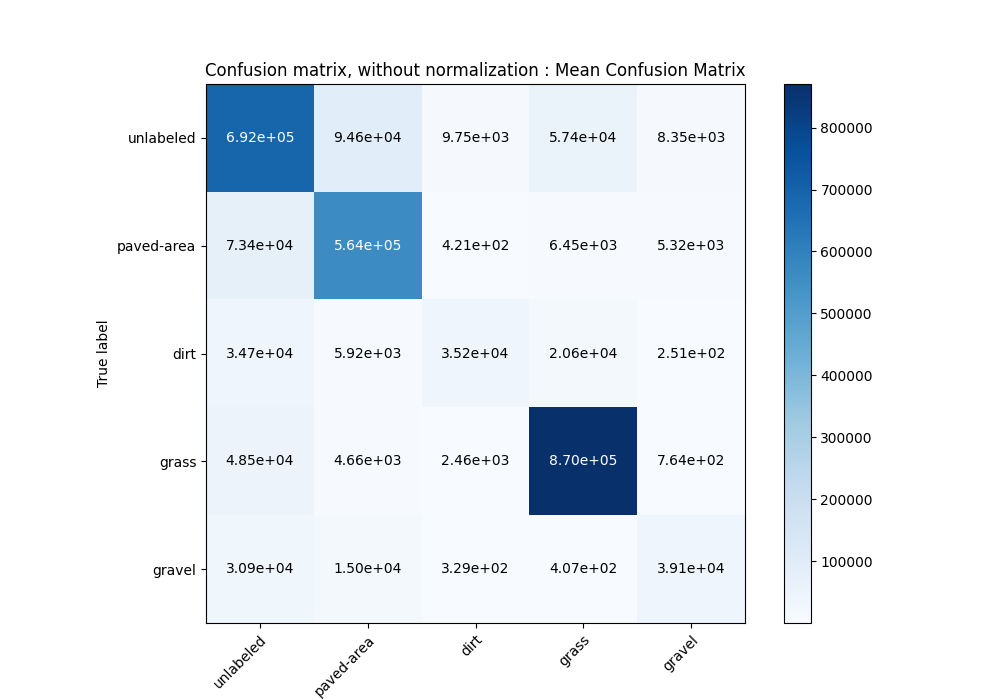 Confusion matrix, without normalization : Mean Confusion Matrix
unlabeled 6.92e+05 9.46e+04 9.75e+03 5.74e+04 8.35e+03
paved-area 7.34e+04 5.64e+05 4.21e+02 6.45e+03 5.32e+03
dirt 3.47e+04 5.92e+03 3.52e+04 2.06e+04 2.51e+02
grass 4.85e+04 4.66e+03 2.46e+03 8.70e+05 7.64e+02
gravel 3.09e+04 1.50e+04 3.29e+02 4.07e+02 3.91e+04
True label
unlabeled paved-area dirt grass gravel
800000
700000
600000
500000
400000
300000
200000
100000